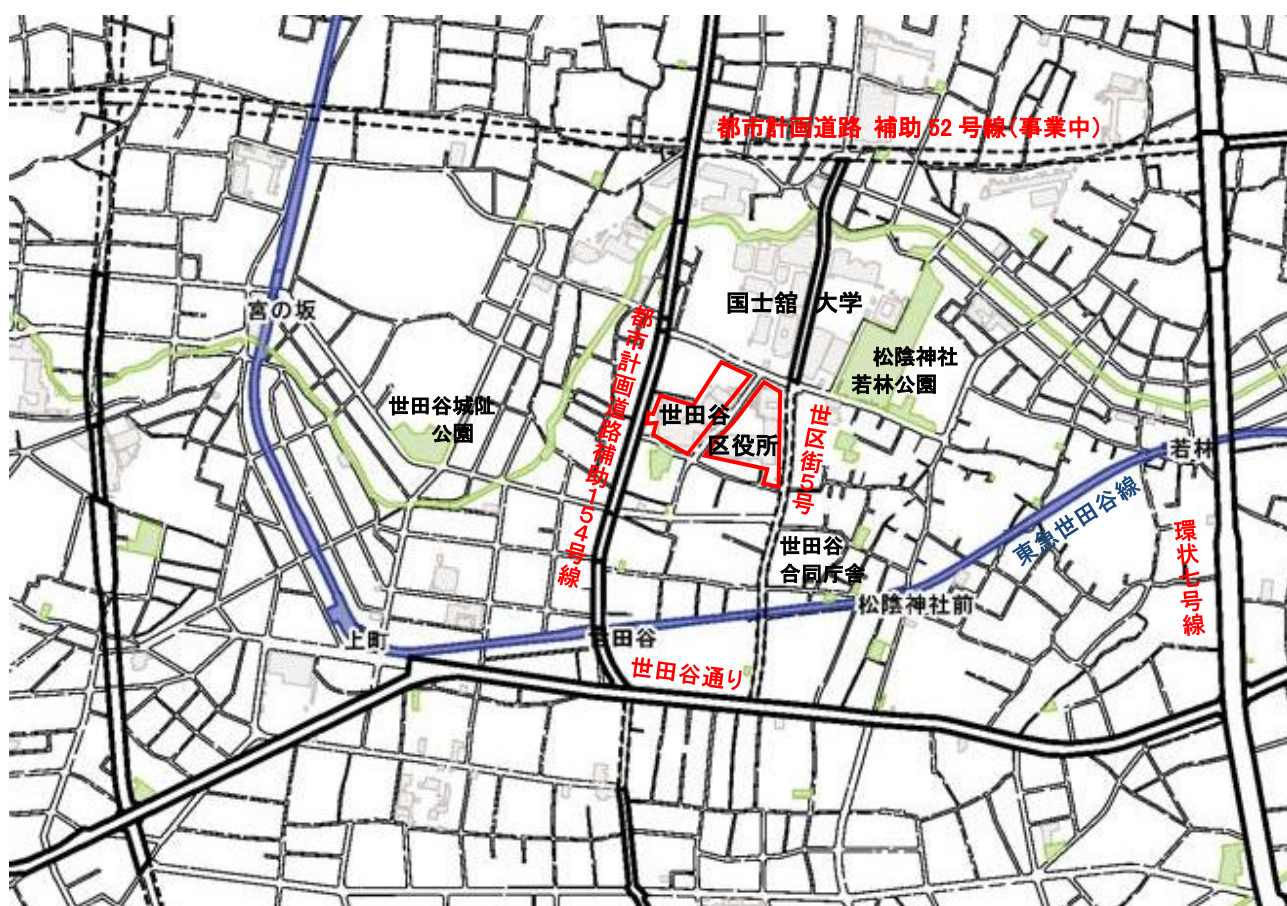 都市計画道路 補助52号線(事業中)
宮の坂
国士舘 大学
都市計画道路補助154号線
松陰神社
若林公園
世田谷城阯
公園
世田谷
区役所
世区街5号
若林
東急世田谷線
環状七号線
世田谷
合同庁舎
松陰神社前
上町
世田谷
世田谷通り